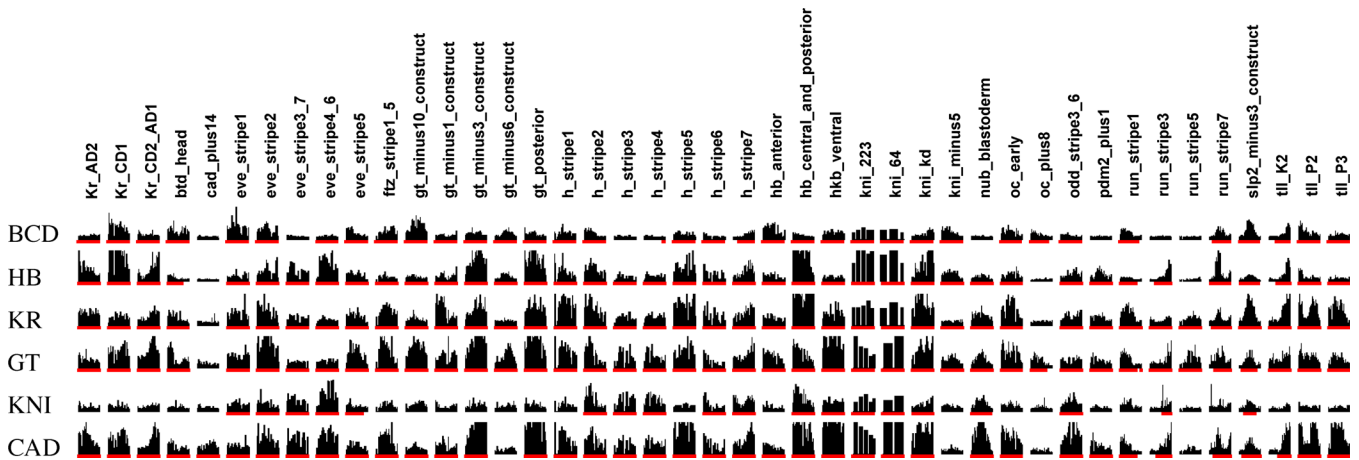 Kr_AD2
Kr_CD1
Kr_CD2_AD1
btd_head
cad_plus14
eve_stripe1
eve_stripe2
eve_stripe3_7
eve_stripe4_6
eve_stripe5
ftz_stripe1_5
gt_minus10_construct
gt_minus1_construct
gt_minus3_construct
gt_minus6_construct
gt_posterior
h_stripe1
h_stripe2
h_stripe3
h_stripe4
h_stripe5
h_stripe6
h_stripe7
hb_anterior
hb_central_and_posterior
hkb_ventral
kni_223
kni_64
kni_kd
kni_minus5
nub_blastoderm
oc_early
oc_plus8
odd_stripe3_6
pdm2_plus1
run_stripe1
run_stripe3
run_stripe5
run_stripe7
slp2_minus3_construct
tll_K2
tll_P2
tll_P3
BCD
HB
KR
GT
KNI
CAD